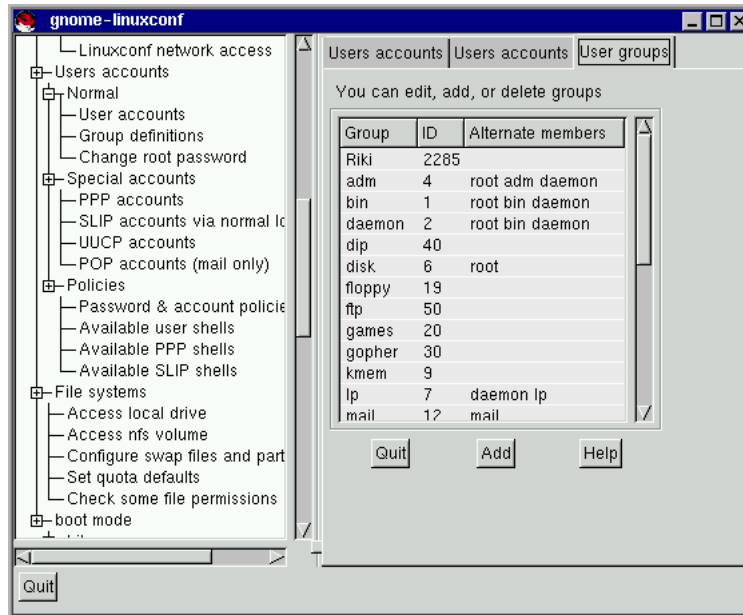 gnome-linuxconf
Linuxconf network access
Users accounts
Normal
User accounts
Group definitions
Change root password
Special accounts
PPP accounts
SLIP accounts via normal lo
UUCP accounts
POP accounts (mail only)
Policies
Password & account policie
Available user shells
Available PPP shells
Available SLIP shells
File systems
Access local drive
Access nfs volume
Configure swap files and part
Set quota defaults
Check some file permissions
boot mode
Quit
Users accounts Users accounts User groups
You can edit, add, or delete groups
Group ID Alternate members
Riki 2285
adm 4 root adm daemon
bin 1 root bin daemon
daemon 2 root bin daemon
dip 40
disk 6 root
floppy 19
ftp 50
games 20
gopher 30
kmem 9
lp 7 daemon lp
mail 12 mail
Quit Add Help